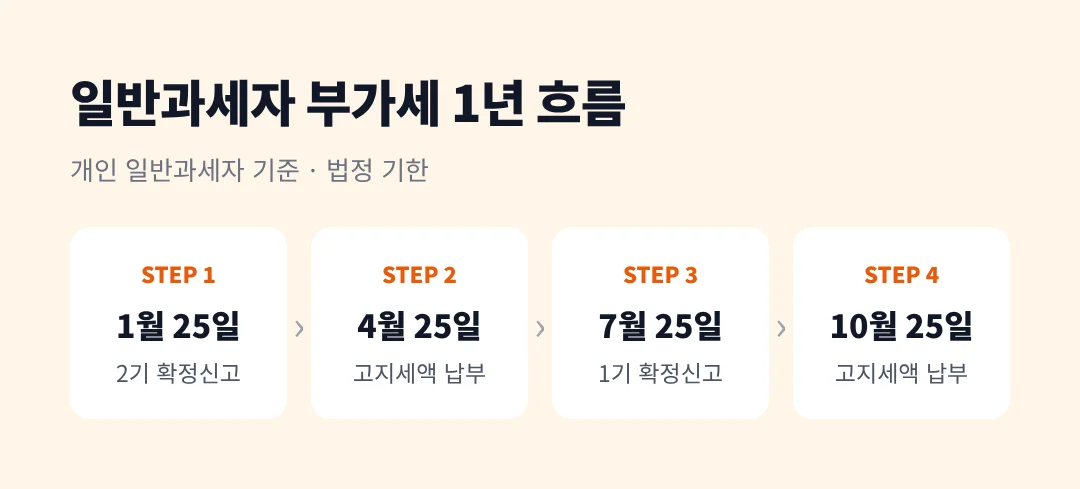 일반과세자 부가세 1년 흐름
개인 일반과세자 기준 · 법정 기한
STEP 1
1월 25일
2기 확정신고
STEP 2
4월 25일
고지세액 납부
STEP 3
7월 25일
1기 확정신고
STEP 4
10월 25일
고지세액 납부